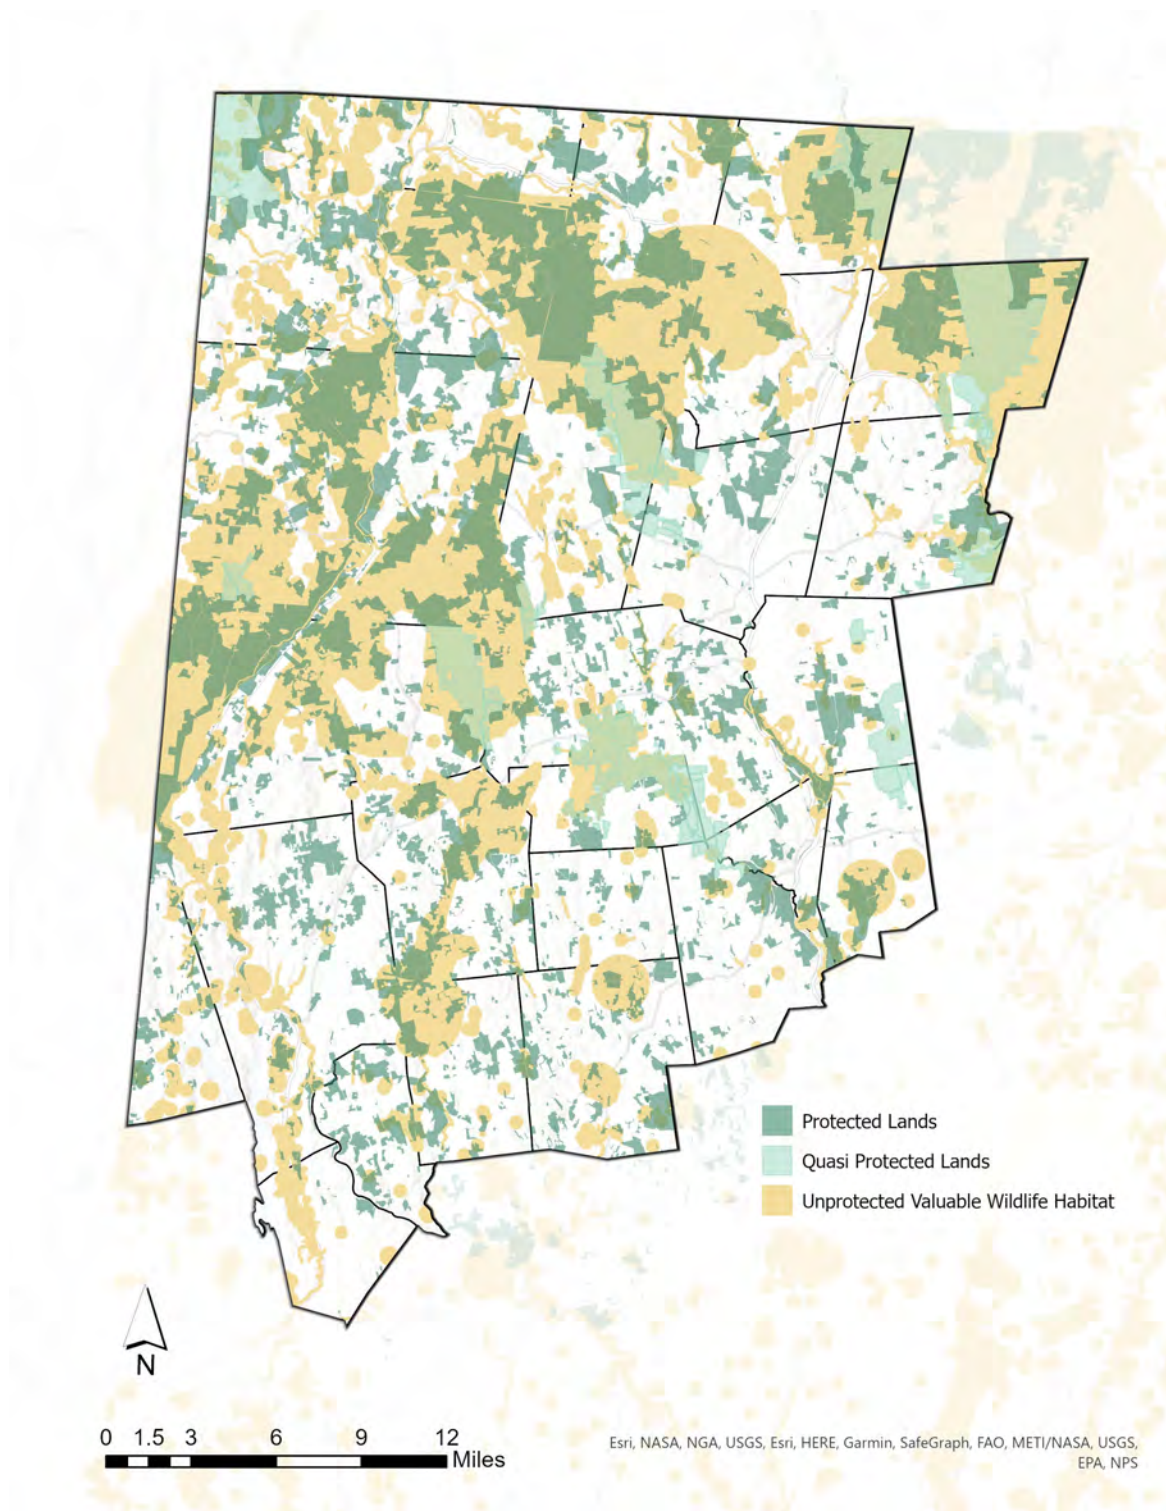 Protected Lands
Quasi Protected Lands
Unprotected Valuable Wildlife Habitat
N
0 1.5 3 6 9 12
Miles
Esri, NASA, NGA, USGS, Esri, HERE, Garmin, SafeGraph, FAO, METI/NASA, USGS,
EPA, NPS